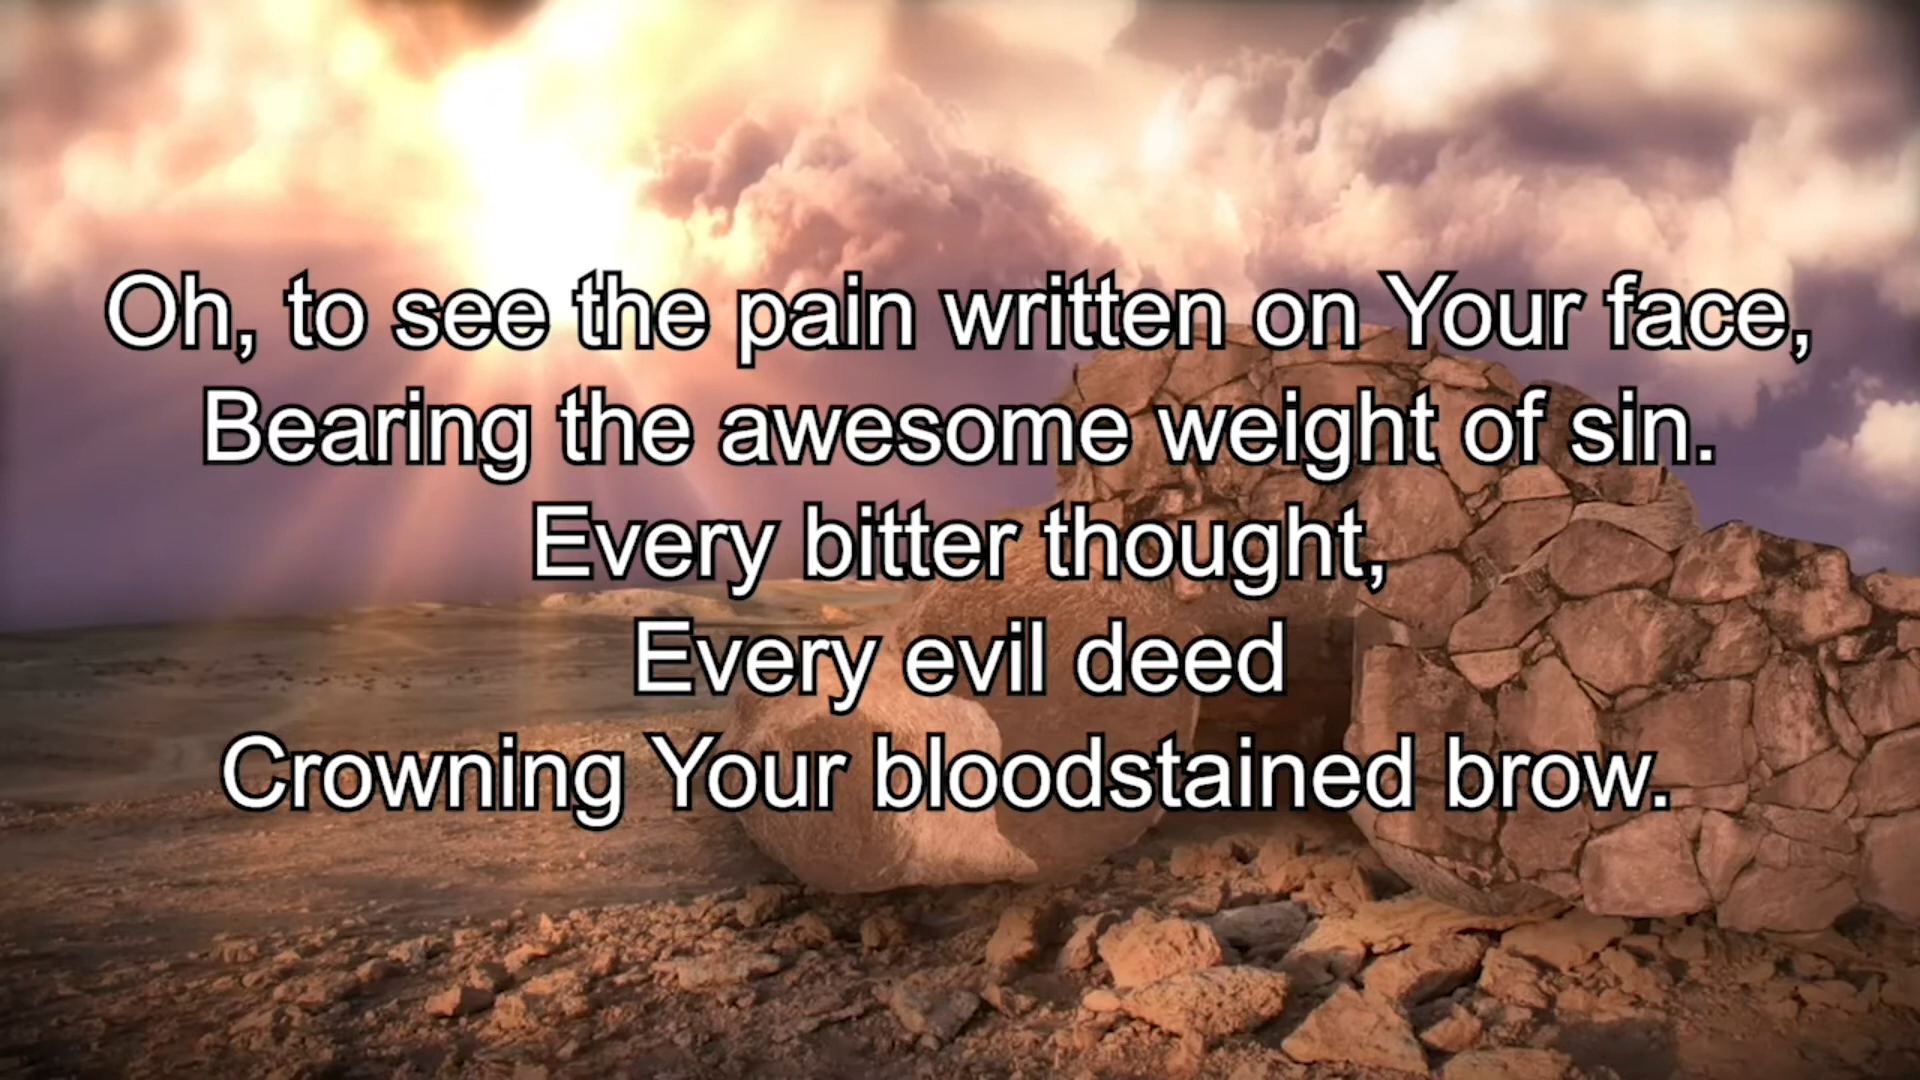 Oh, to see the pain written on Your face,
Bearing the awesome weight of sin.
Every bitter thought,
Every evil deed
Crowning Your bloodstained brow.